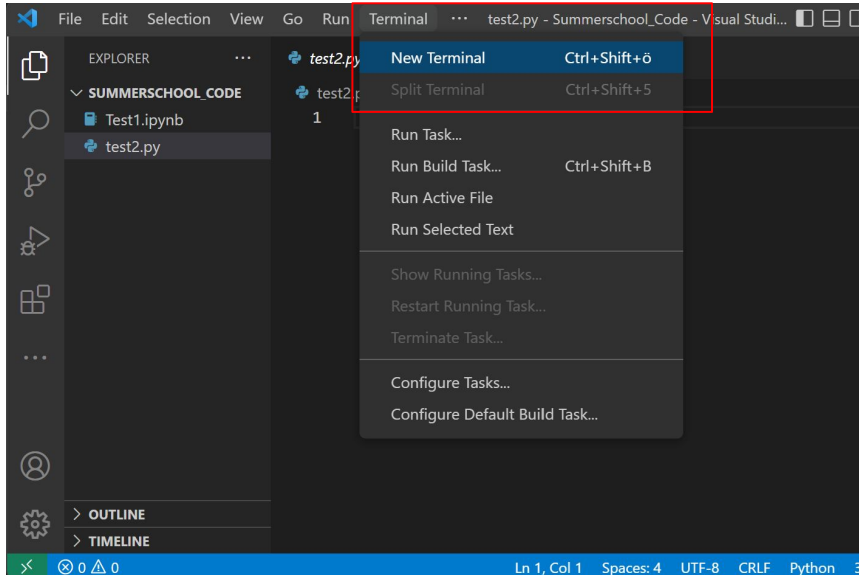 File Edit Selection View Go Run Terminal ··· test2.py - Summerschool_Code - Visual Studi...
EXPLORER ···
SUMMERSCHOOL_CODE
Test1.ipynb
test2.py
test2.py
test2.p
1
New Terminal Ctrl+Shift+ö
Split Terminal Ctrl+Shift+5
Run Task...
Run Build Task... Ctrl+Shift+B
Run Active File
Run Selected Text
Show Running Tasks...
Restart Running Task...
Terminate Task...
Configure Tasks...
Configure Default Build Task...
OUTLINE
TIMELINE
0 0 Ln 1, Col 1 Spaces: 4 UTF-8 CRLF Python